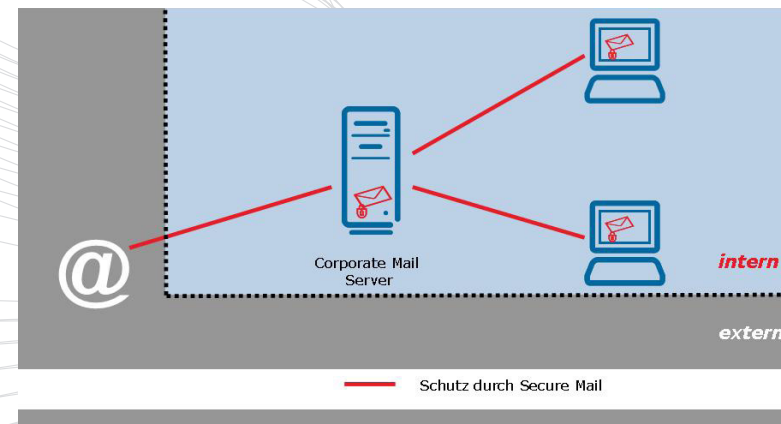 @
Corporate Mail
Server
intern
extern
Schutz durch Secure Mail